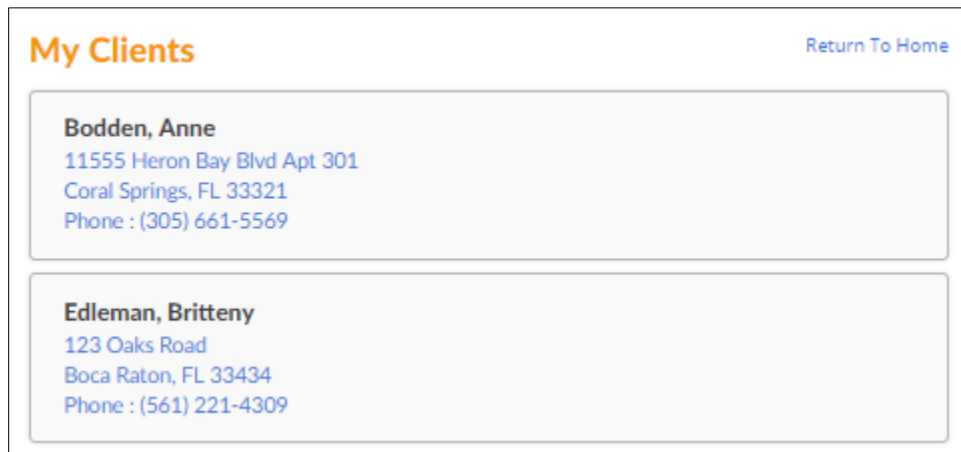 My Clients
Return To Home
Bodden, Anne
11555 Heron Bay Blvd Apt 301
Coral Springs, FL 33321
Phone : (305) 661-5569
Edleman, Britteny
123 Oaks Road
Boca Raton, FL 33434
Phone : (561) 221-4309